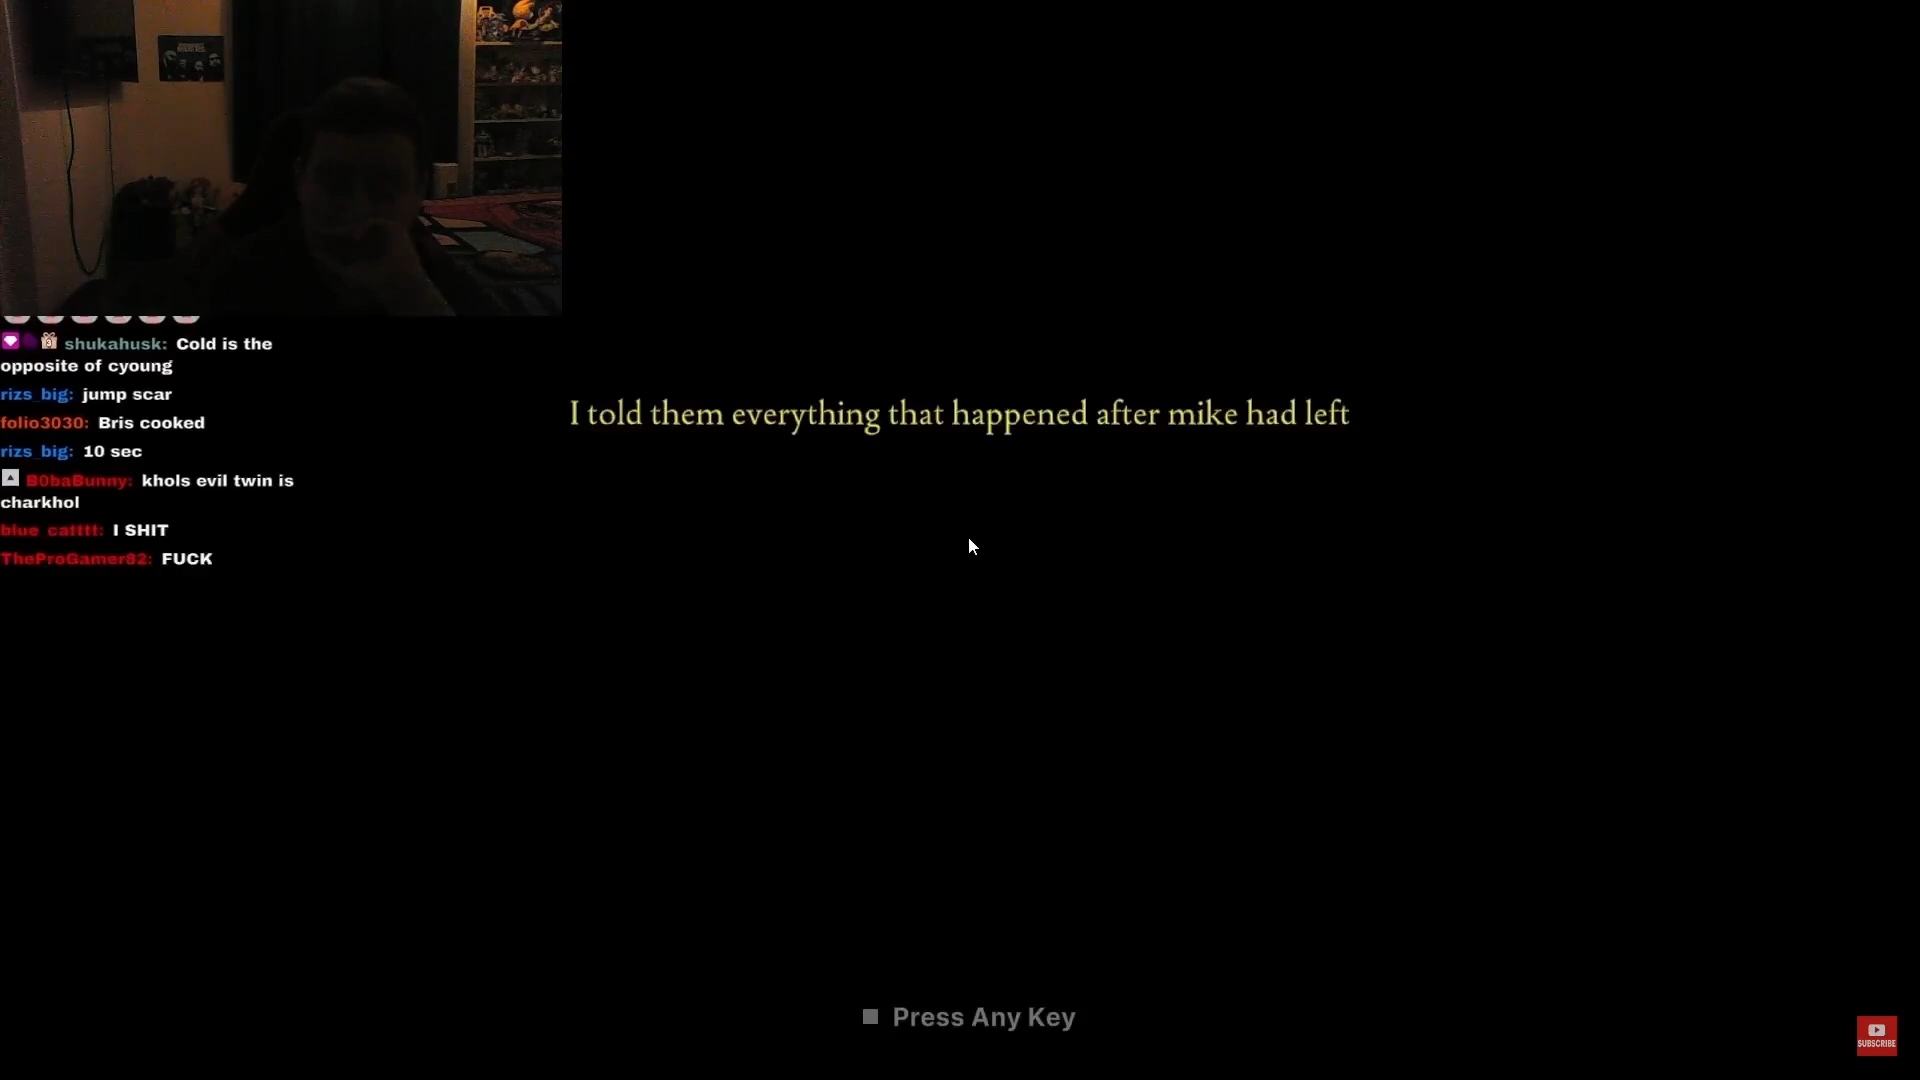 shukahusk: Cold is the
opposite of cyoung
rizs_big: jump scar
folio3030: Bris cooked
rizs_big: 10 sec
B0baBunny: khols evil twin is
charkhol
blue_catttt: I SHIT
TheProGamer82: FUCK
I told them everything that happened after mike had left
Press Any Key
SUBSCRIBE